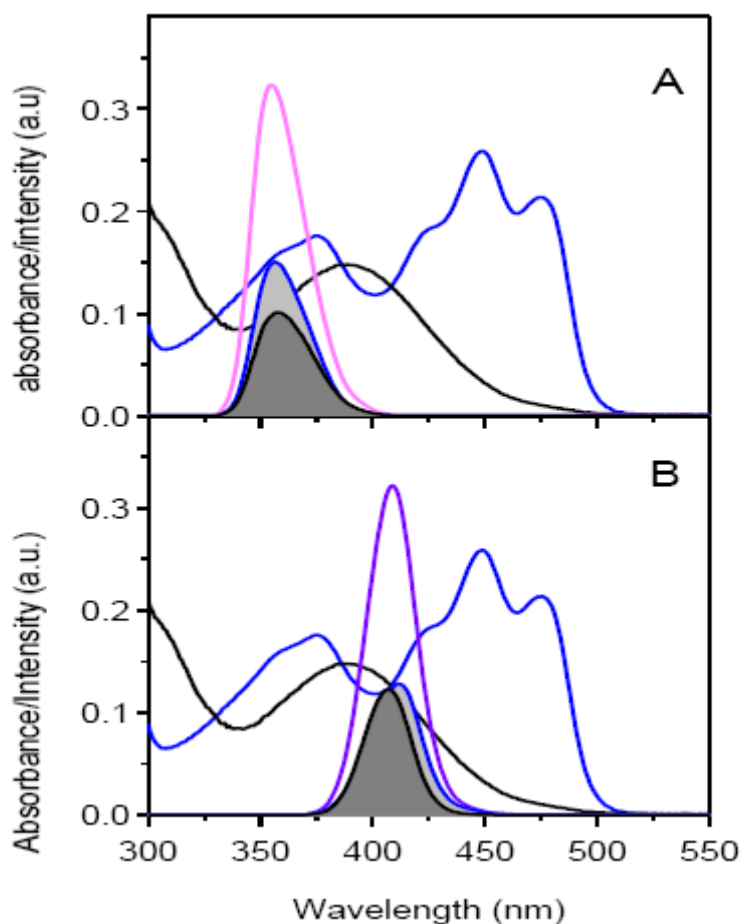 A
absorbance/intensity (a.u)
0.3
0.2
0.1
0.0
B
Absorbance/Intensity (a.u.)
0.3
0.2
0.1
0.0
300 350 400 450 500 550
Wavelength (nm)